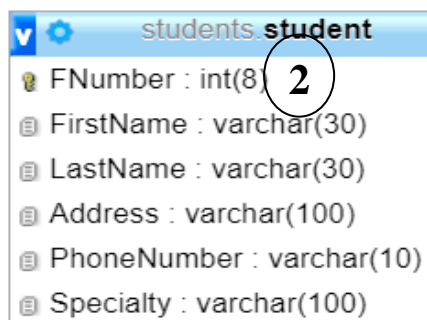 v students.student
FNumber : int(8) 2
FirstName : varchar(30)
LastName : varchar(30)
Address : varchar(100)
PhoneNumber : varchar(10)
Specialty : varchar(100)